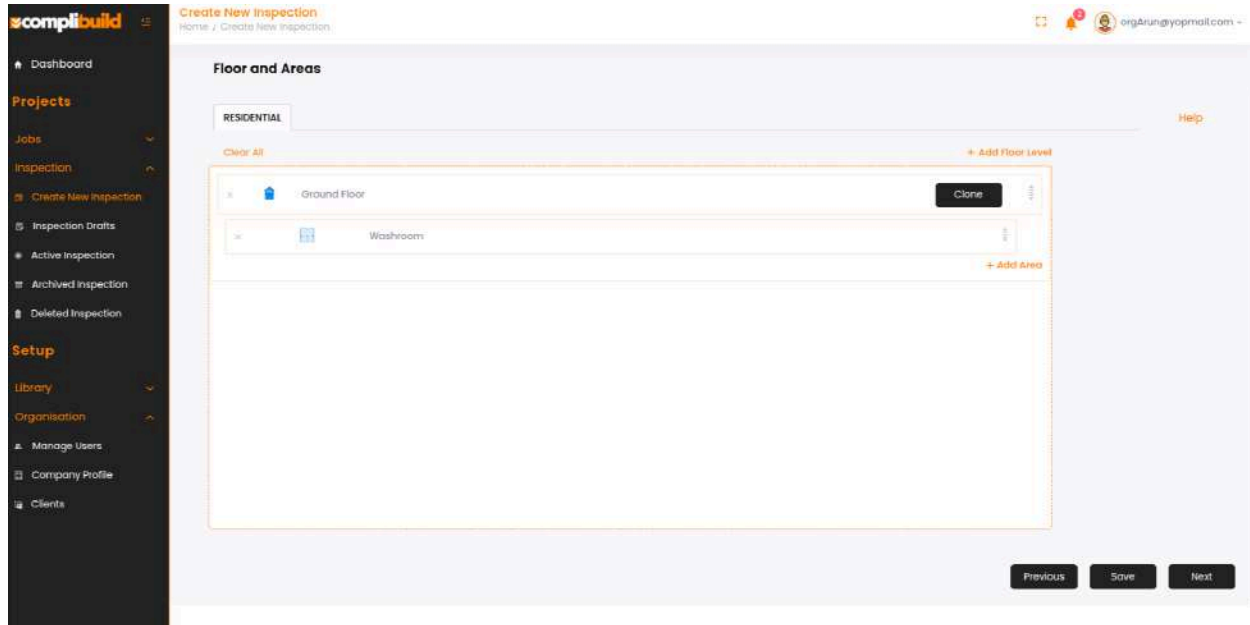 complibuild
Create New Inspection
Home / Create New Inspection
2
orgArun@yopmail.com
Dashboard
Projects
Jobs
Inspection
Create New Inspection
Inspection Drafts
Active Inspection
Archived Inspection
Deleted Inspection
Setup
Library
Organisation
Manage Users
Company Profile
Clients
Floor and Areas
RESIDENTIAL
Help
Clear All
+ Add Floor Level
Ground Floor
Clone
Washroom
+ Add Area
Previous
Save
Next